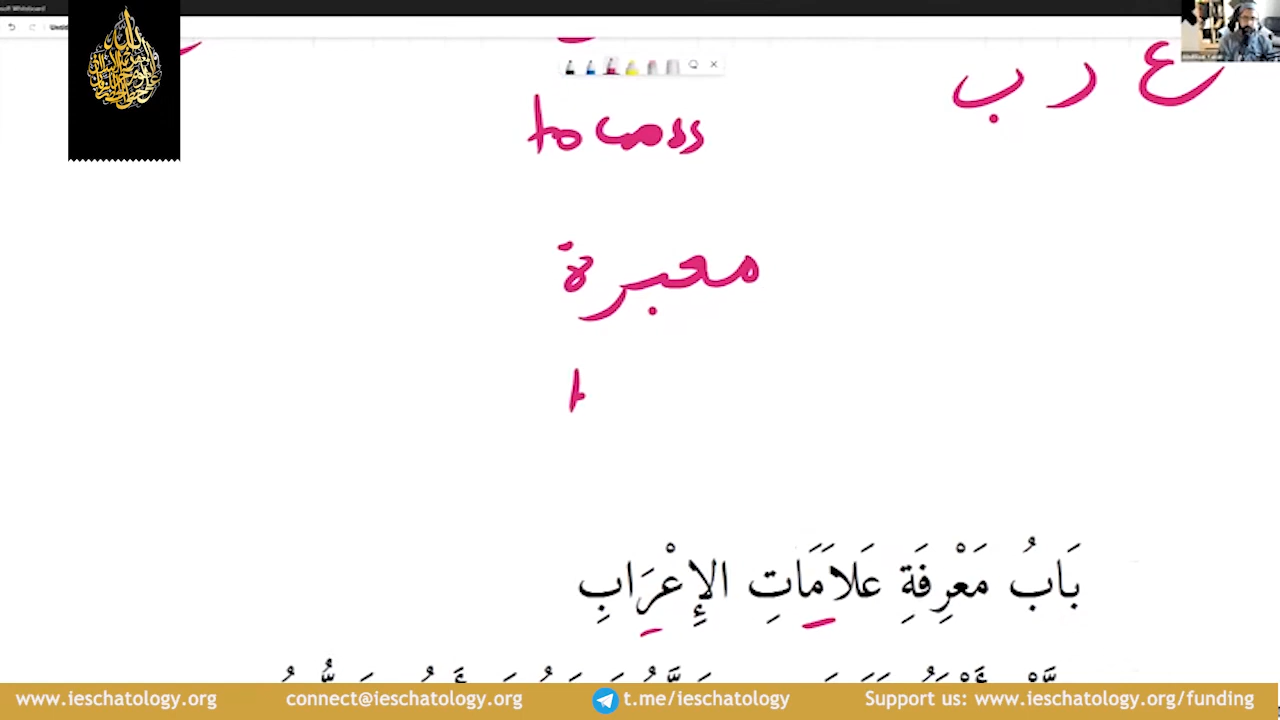 ع ر ب
to cross
معبرة
بَابُ مَعْرِفَةِ عَلاَمَاتِ الإِعْرَابِ
www.ieschatology.org connect@ieschatology.org t.me/ieschatology Support us: www.ieschatology.org/funding